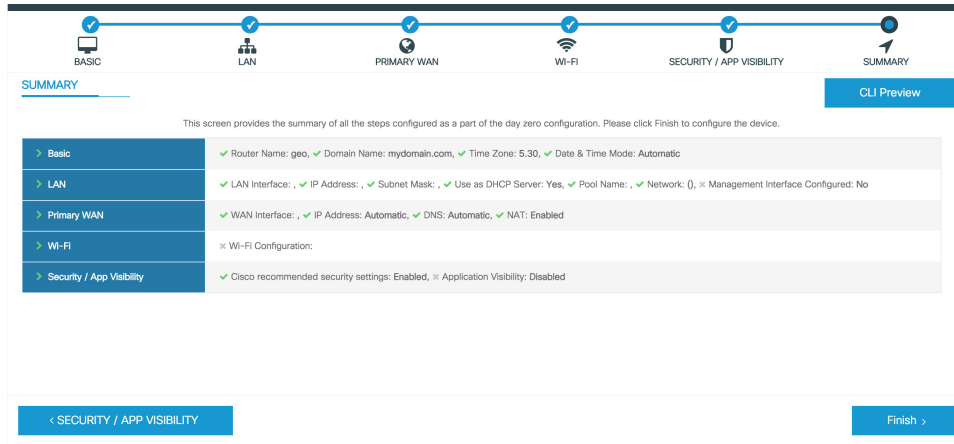 BASIC
LAN
PRIMARY WAN
WI-FI
SECURITY / APP VISIBILITY
SUMMARY
SUMMARY
CLI Preview
This screen provides the summary of all the steps configured as a part of the day zero configuration. Please click Finish to configure the device.
> Basic
✔ Router Name: geo, ✔ Domain Name: mydomain.com, ✔ Time Zone: 5.30, ✔ Date & Time Mode: Automatic
> LAN
✔ LAN Interface: , ✔ IP Address: , ✔ Subnet Mask: , ✔ Use as DHCP Server: Yes, ✔ Pool Name: , ✔ Network: (), ✖ Management Interface Configured: No
> Primary WAN
✔ WAN Interface: , ✔ IP Address: Automatic, ✔ DNS: Automatic, ✔ NAT: Enabled
> Wi-Fi
✖ Wi-Fi Configuration:
> Security / App Visibility
✔ Cisco recommended security settings: Enabled, ✖ Application Visibility: Disabled
< SECURITY / APP VISIBILITY
Finish >